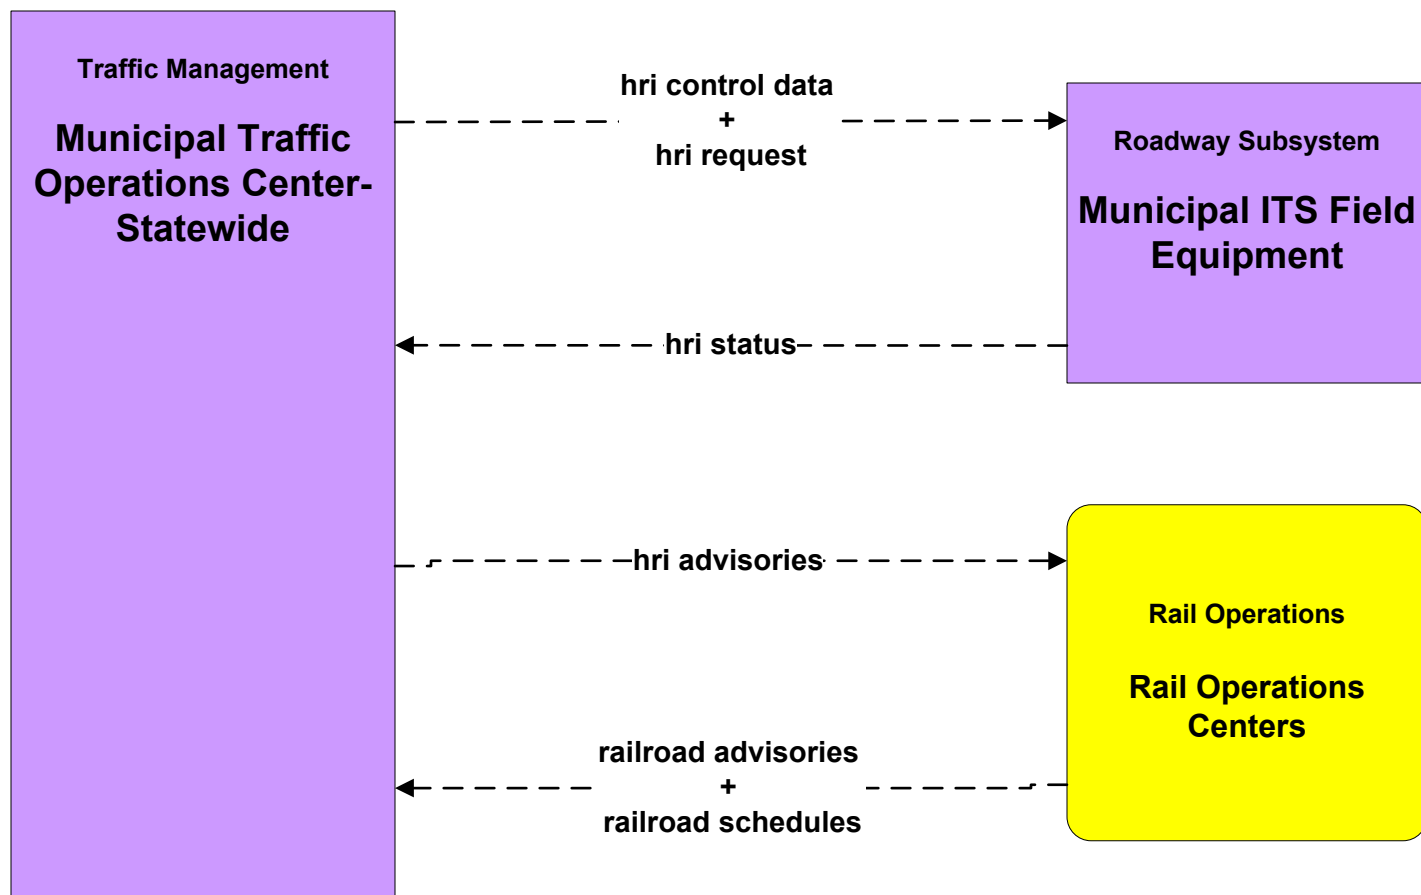 Traffic Management
Municipal Traffic
Operations Center-
Statewide
hri control data
+
hri request
Roadway Subsystem
Municipal ITS Field
Equipment
hri status
hri advisories
Rail Operations
Rail Operations
Centers
railroad advisories
+
railroad schedules